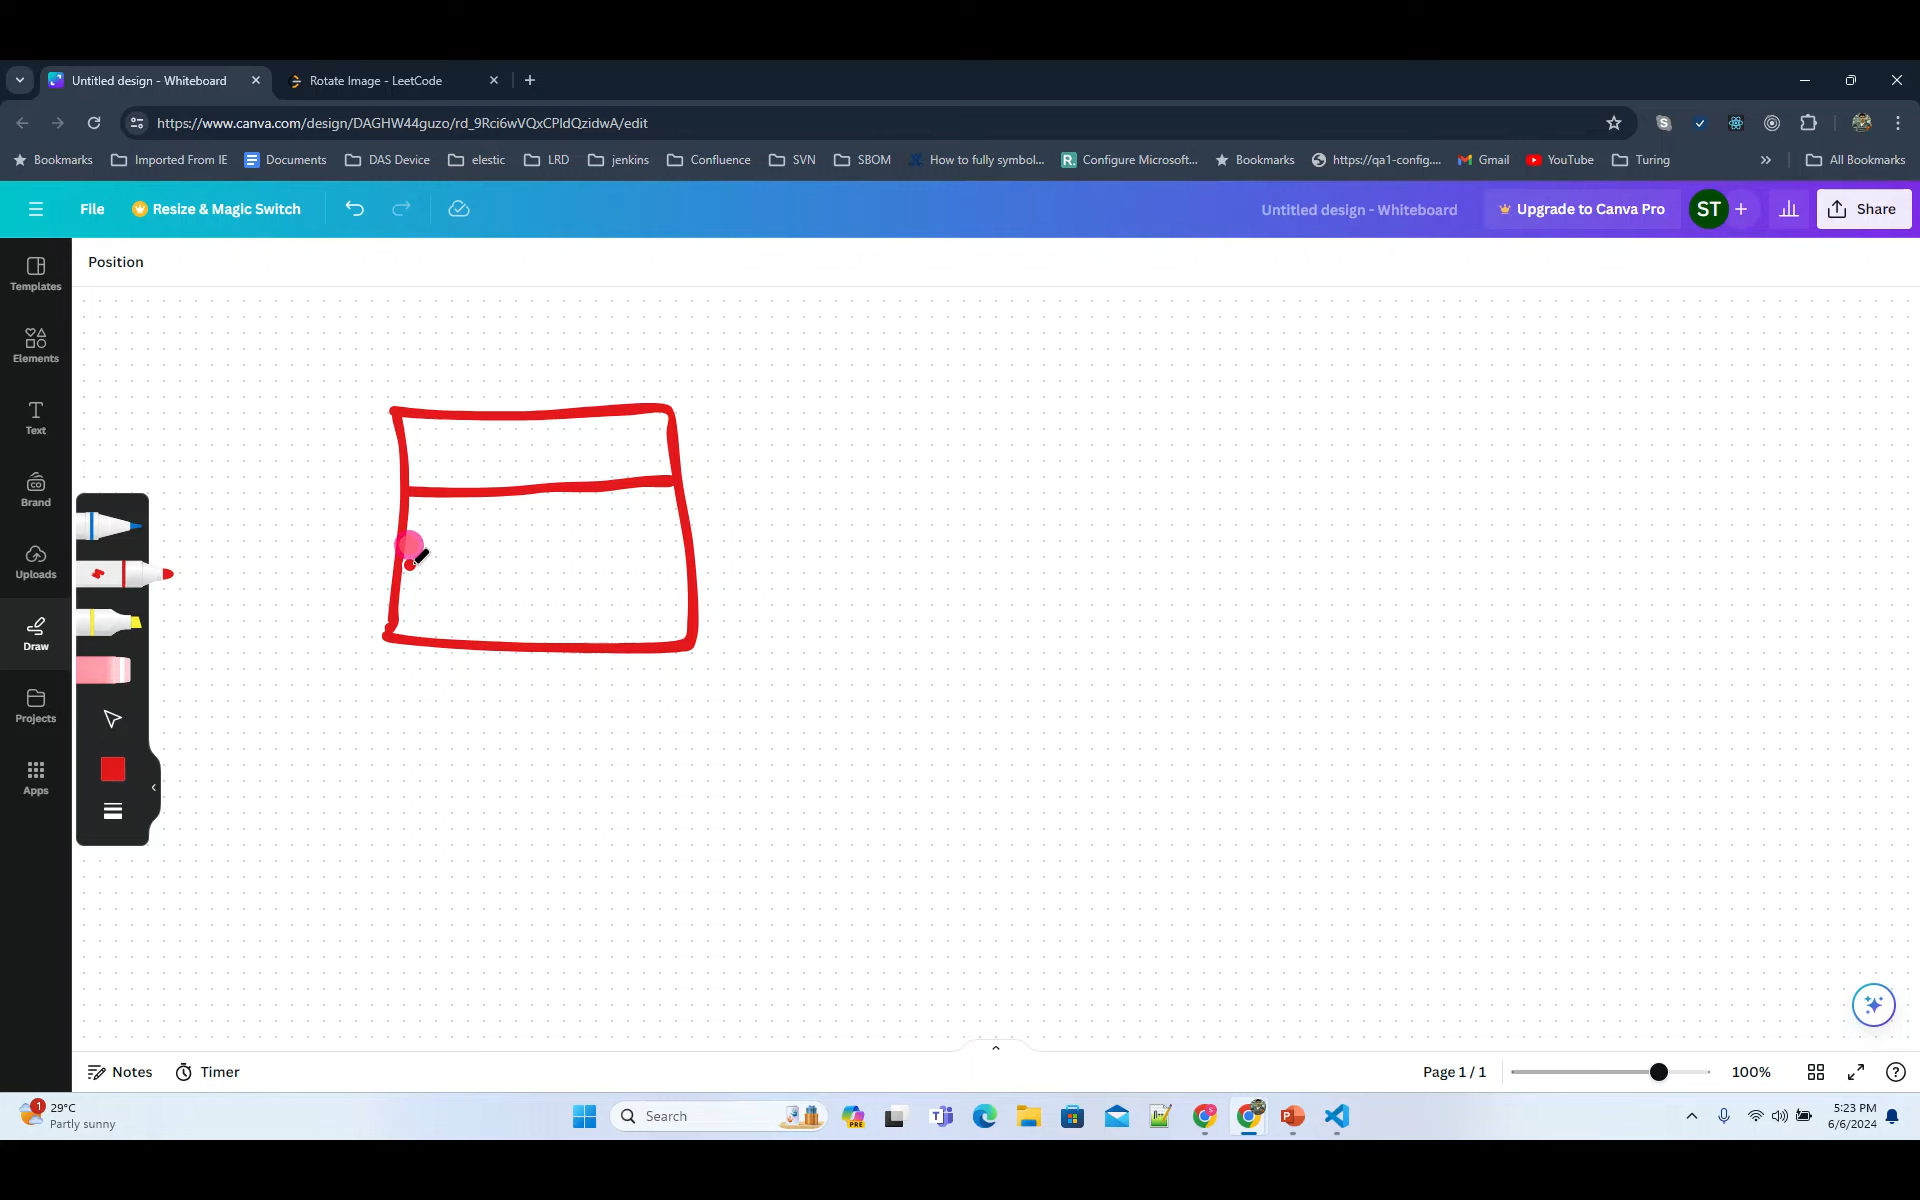 Untitled design - Whiteboard
Rotate Image - LeetCode
https://www.canva.com/design/DAGHW44guzo/rd_9Rci6wVQxCPldQzidwA/edit
Bookmarks
Imported From IE
Documents
DAS Device
elestic
LRD
jenkins
Confluence
SVN
SBOM
How to fully symbol...
Configure Microsoft...
Bookmarks
https://qa1-config....
Gmail
YouTube
Turing
All Bookmarks
File
Resize & Magic Switch
Untitled design - Whiteboard
Upgrade to Canva Pro
ST
Share
Position
Templates
Elements
Text
Brand
Uploads
Draw
Projects
Apps
Notes
Timer
Page 1 / 1
100%
1
29°C
Partly sunny
Search
PRE
5:23 PM
6/6/2024